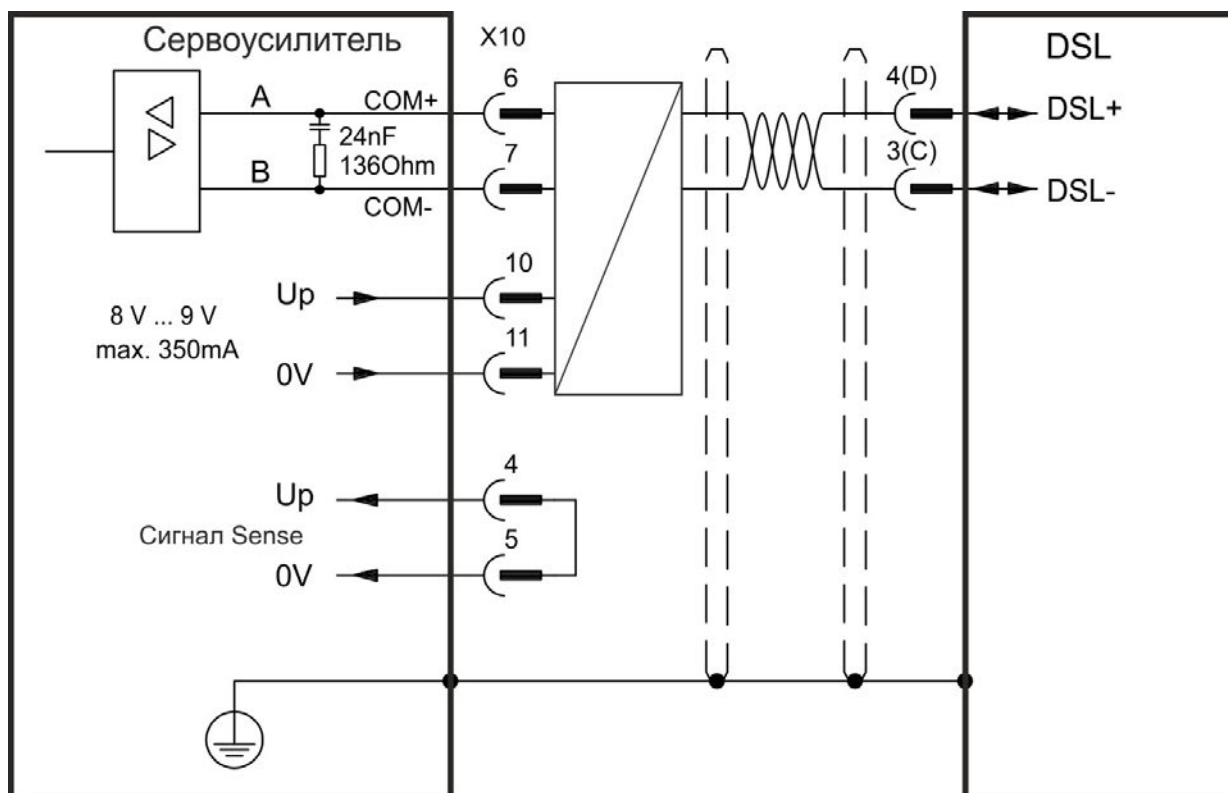 Сервоусилитель
X10
DSL
6
4(D)
A
COM+
DSL+
24nF
136Ohm
7
3(C)
B
COM-
DSL-
10
Up
8 V ... 9 V
max. 350mA
11
0V
4
Up
Сигнал Sense
5
0V